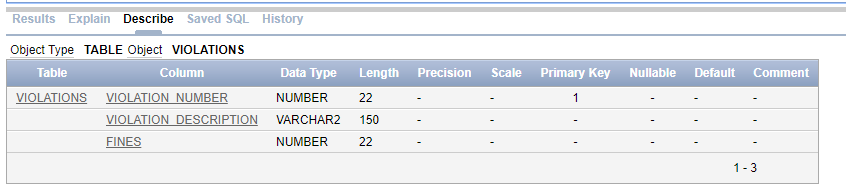 Results Explain Describe Saved SQL History
Object Type TABLE Object VIOLATIONS
Table Column Data Type Length Precision Scale Primary Key Nullable Default Comment
VIOLATIONS VIOLATION_NUMBER NUMBER 22 - - 1 - - -
VIOLATION_DESCRIPTION VARCHAR2 150 - - - - - -
FINES NUMBER 22 - - - - - -
1 - 3